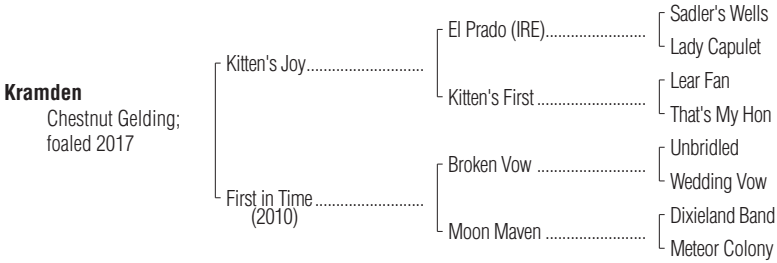 Sadler's Wells
El Prado (IRE)..........................
Lady Capulet
Kitten's Joy..............................
Lear Fan
Kitten's First ............................
That's My Hon
Kramden
Chestnut Gelding;
foaled 2017
Unbridled
Broken Vow ............................
Wedding Vow
First in Time............................
(2010)
Dixieland Band
Moon Maven ..........................
Meteor Colony